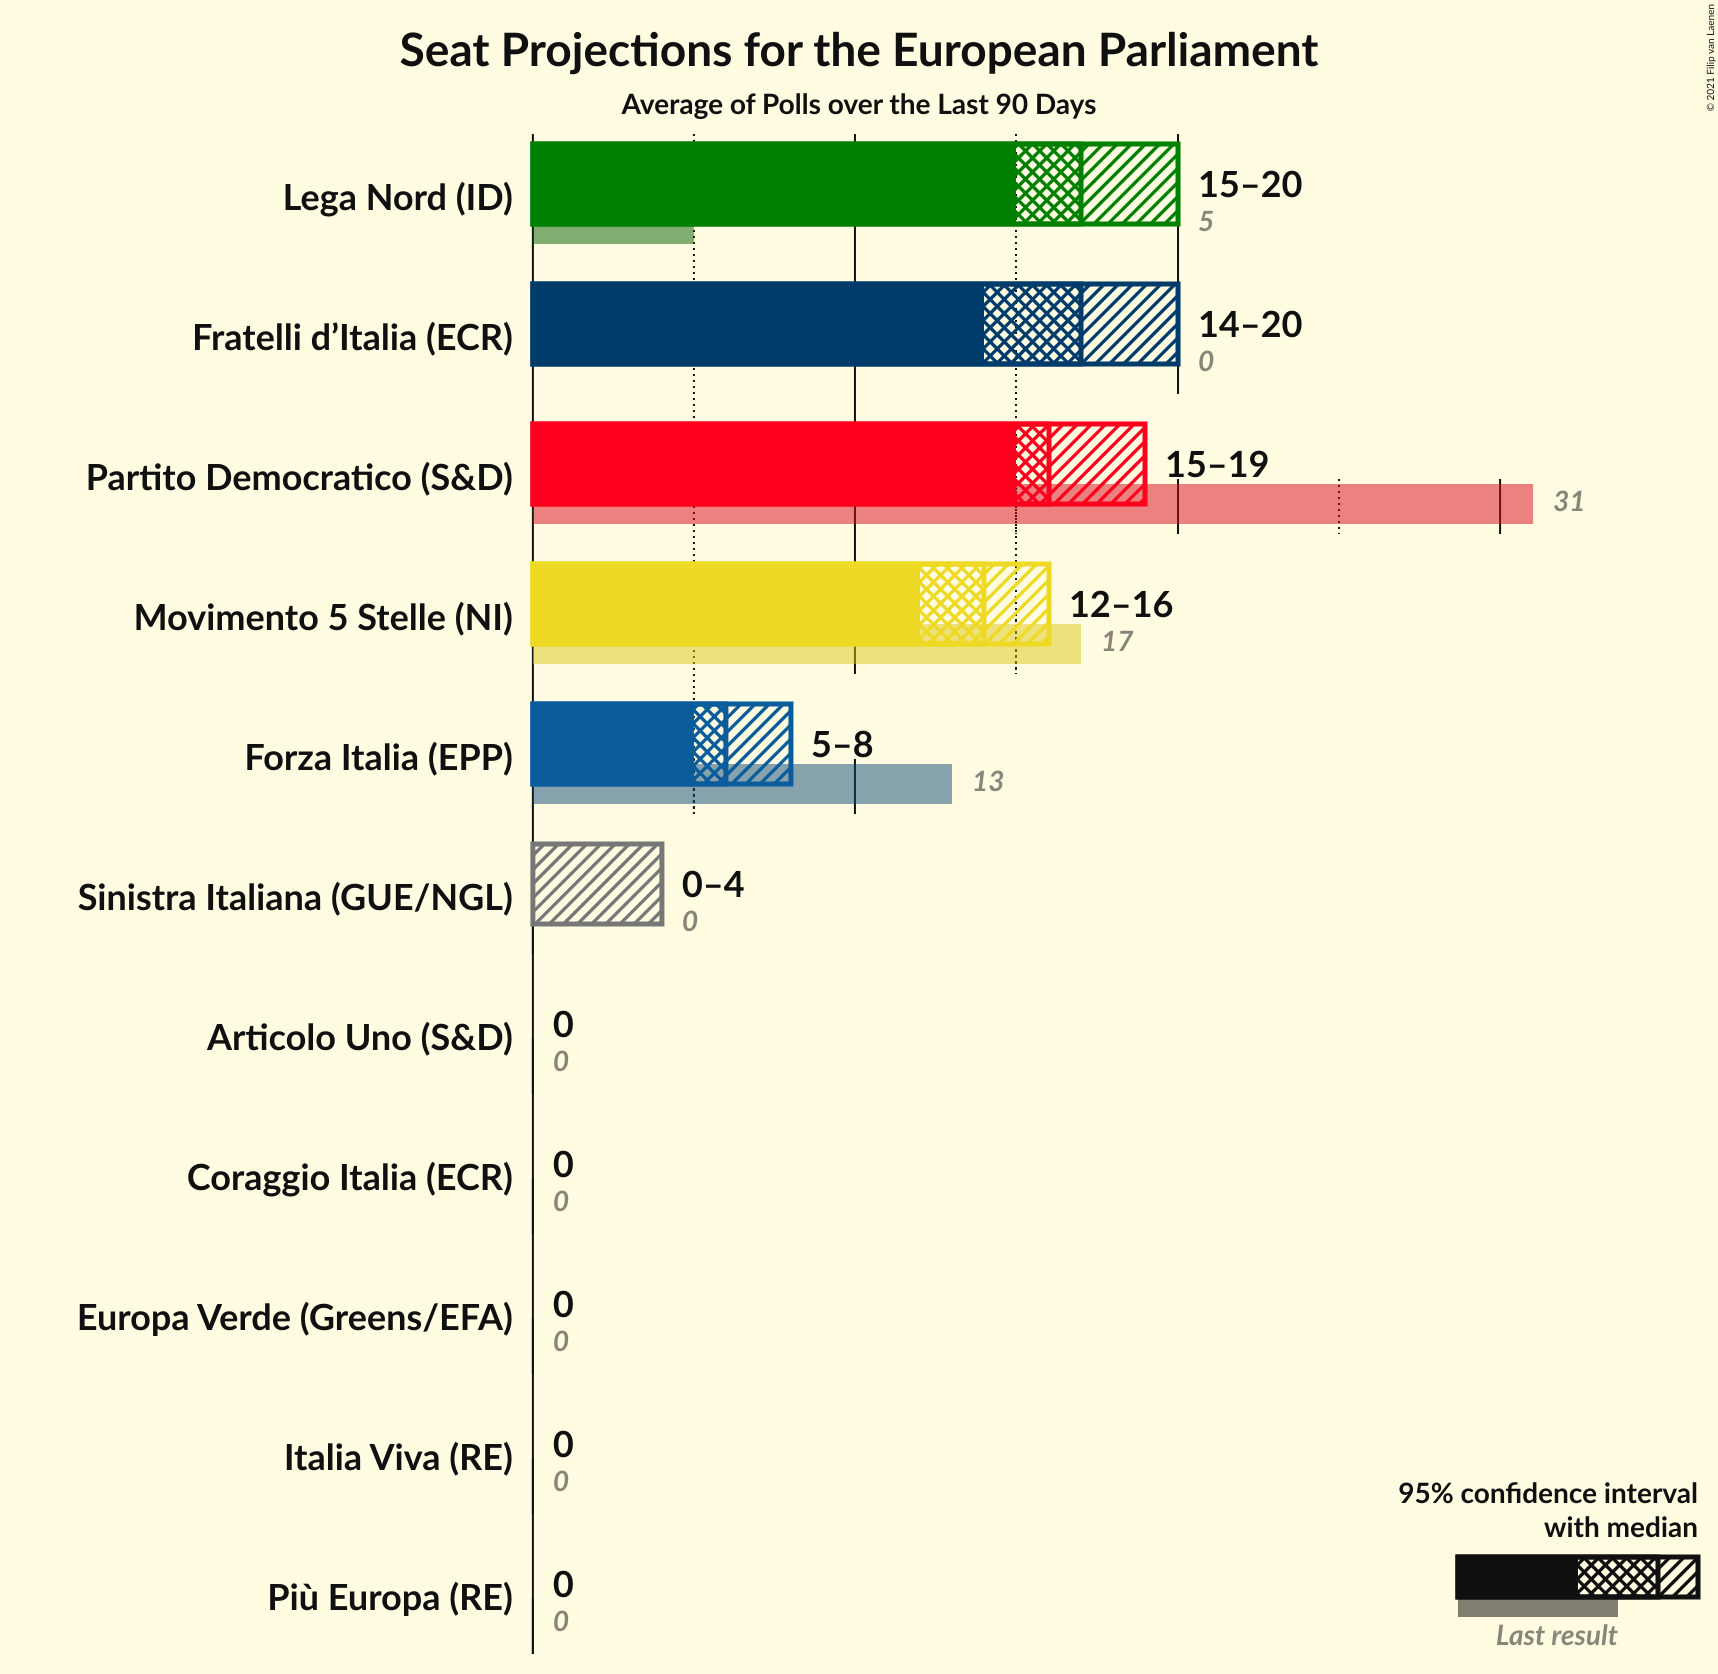 Seat Projections for the European Parliament
Average of Polls over the Last 90 Days
© 2021 Filip van Laenen
Lega Nord (ID)
15–20
5
Fratelli d’Italia (ECR)
14–20
0
Partito Democratico (S&D)
15–19
31
Movimento 5 Stelle (NI)
12–16
17
Forza Italia (EPP)
5–8
13
Sinistra Italiana (GUE/NGL)
0–4
0
Articolo Uno (S&D)
0
0
Coraggio Italia (ECR)
0
0
Europa Verde (Greens/EFA)
0
0
Italia Viva (RE)
0
0
Più Europa (RE)
0
0
95% confidence interval
with median
Last result